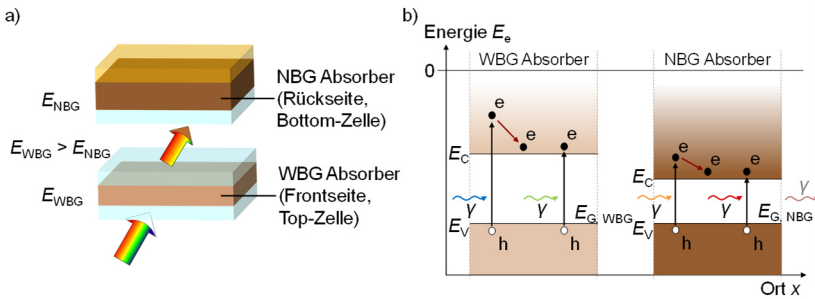 a)
E_NBG
NBG Absorber
(Rückseite,
Bottom-Zelle)
E_WBG > E_NBG
E_WBG
WBG Absorber
(Frontseite,
Top-Zelle)
b)
Energie E_e
WBG Absorber
NBG Absorber
0
e
e
e
e
e
e
E_C
E_C
γ
γ
γ
γ
γ
E_V
E_G, WBG
E_V
E_G, NBG
h
h
h
h
Ort x